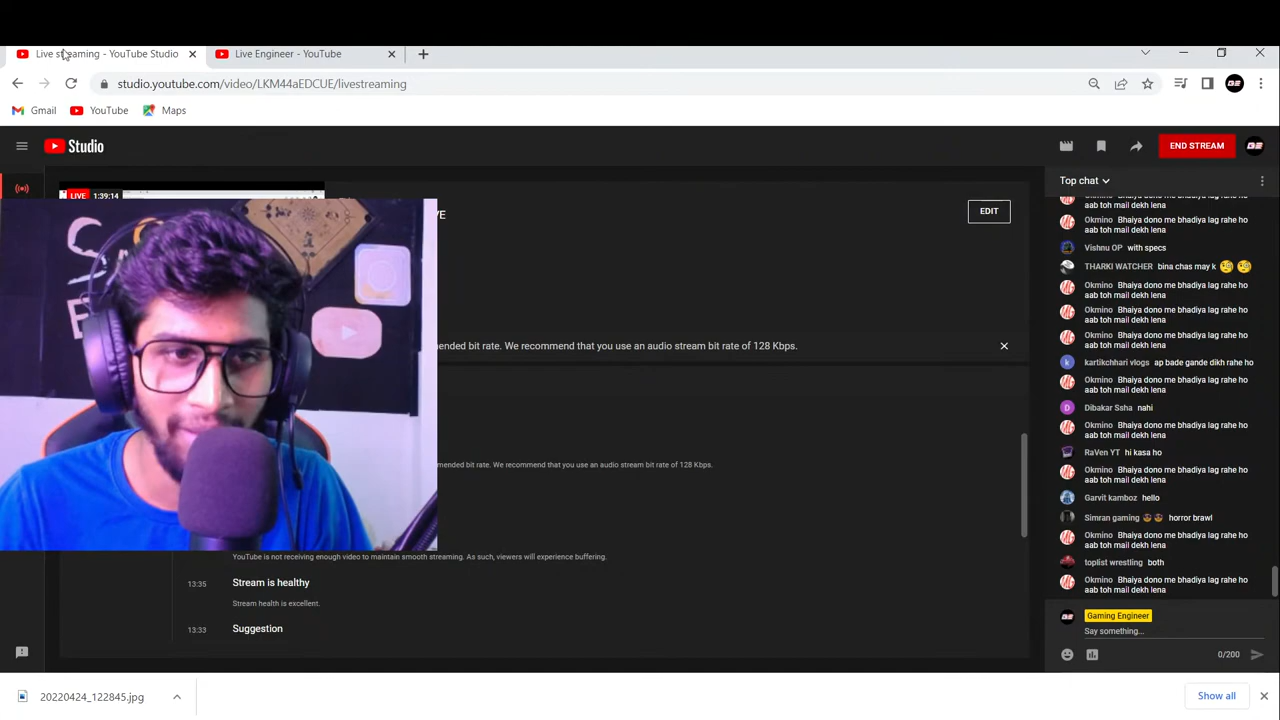 Live streaming - YouTube Studio
Live Engineer - YouTube
studio.youtube.com/video/LKM44aEDCUE/livestreaming
Gmail
YouTube
Maps
Studio
END STREAM
LIVE 1:39:14
VE
EDIT
Top chat
aab toh mail dekh lena
Okmino Bhaiya dono me bhadiya lag rahe ho
aab toh mail dekh lena
Vishnu OP with specs
THARKI WATCHER bina chas may k 🧐 🧐
Okmino Bhaiya dono me bhadiya lag rahe ho
aab toh mail dekh lena
Okmino Bhaiya dono me bhadiya lag rahe ho
aab toh mail dekh lena
Okmino Bhaiya dono me bhadiya lag rahe ho
aab toh mail dekh lena
kartikchhari vlogs ap bade gande dikh rahe ho
Okmino Bhaiya dono me bhadiya lag rahe ho
aab toh mail dekh lena
Dibakar Ssha nahi
Okmino Bhaiya dono me bhadiya lag rahe ho
aab toh mail dekh lena
RaVen YT hi kasa ho
Okmino Bhaiya dono me bhadiya lag rahe ho
aab toh mail dekh lena
Garvit kamboz hello
Simran gaming 😎 😎 horror brawl
Okmino Bhaiya dono me bhadiya lag rahe ho
aab toh mail dekh lena
toplist wrestling both
Okmino Bhaiya dono me bhadiya lag rahe ho
aab toh mail dekh lena
Gaming Engineer
Say something...
0/200
mended bit rate. We recommend that you use an audio stream bit rate of 128 Kbps.
mended bit rate. We recommend that you use an audio stream bit rate of 128 Kbps.
YouTube is not receiving enough video to maintain smooth streaming. As such, viewers will experience buffering.
13:35 Stream is healthy
Stream health is excellent.
13:33 Suggestion
20220424_122845.jpg
Show all